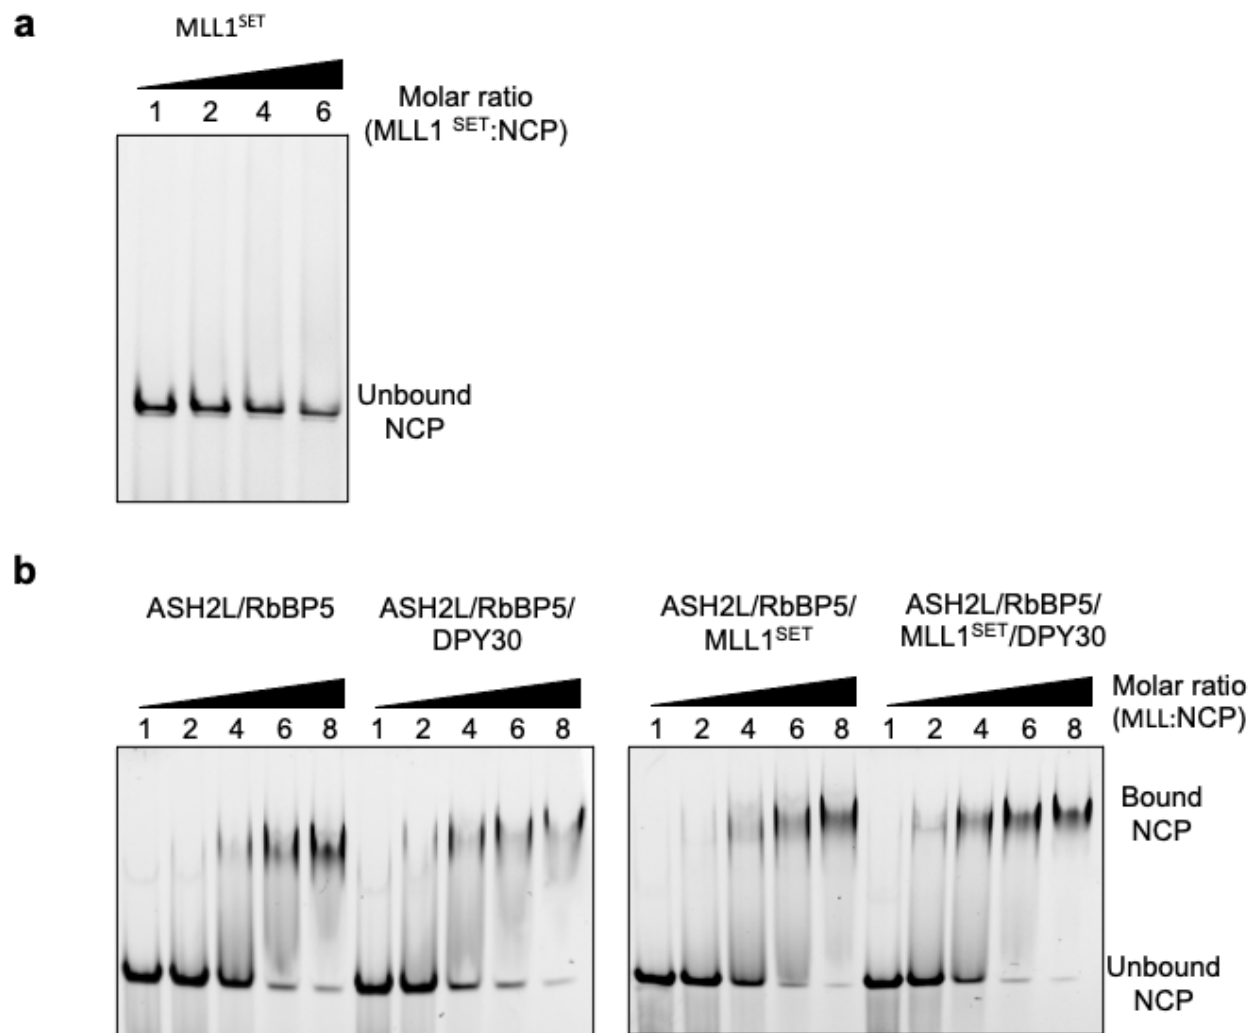 a
MLL1SET
1 2 4 6
Molar ratio
(MLL1 SET:NCP)
Unbound
NCP
b
ASH2L/RbBP5
ASH2L/RbBP5/
DPY30
ASH2L/RbBP5/
MLL1SET
ASH2L/RbBP5/
MLL1SET/DPY30
Molar ratio
(MLL:NCP)
1 2 4 6 8 1 2 4 6 8 1 2 4 6 8 1 2 4 6 8
Bound
NCP
Unbound
NCP